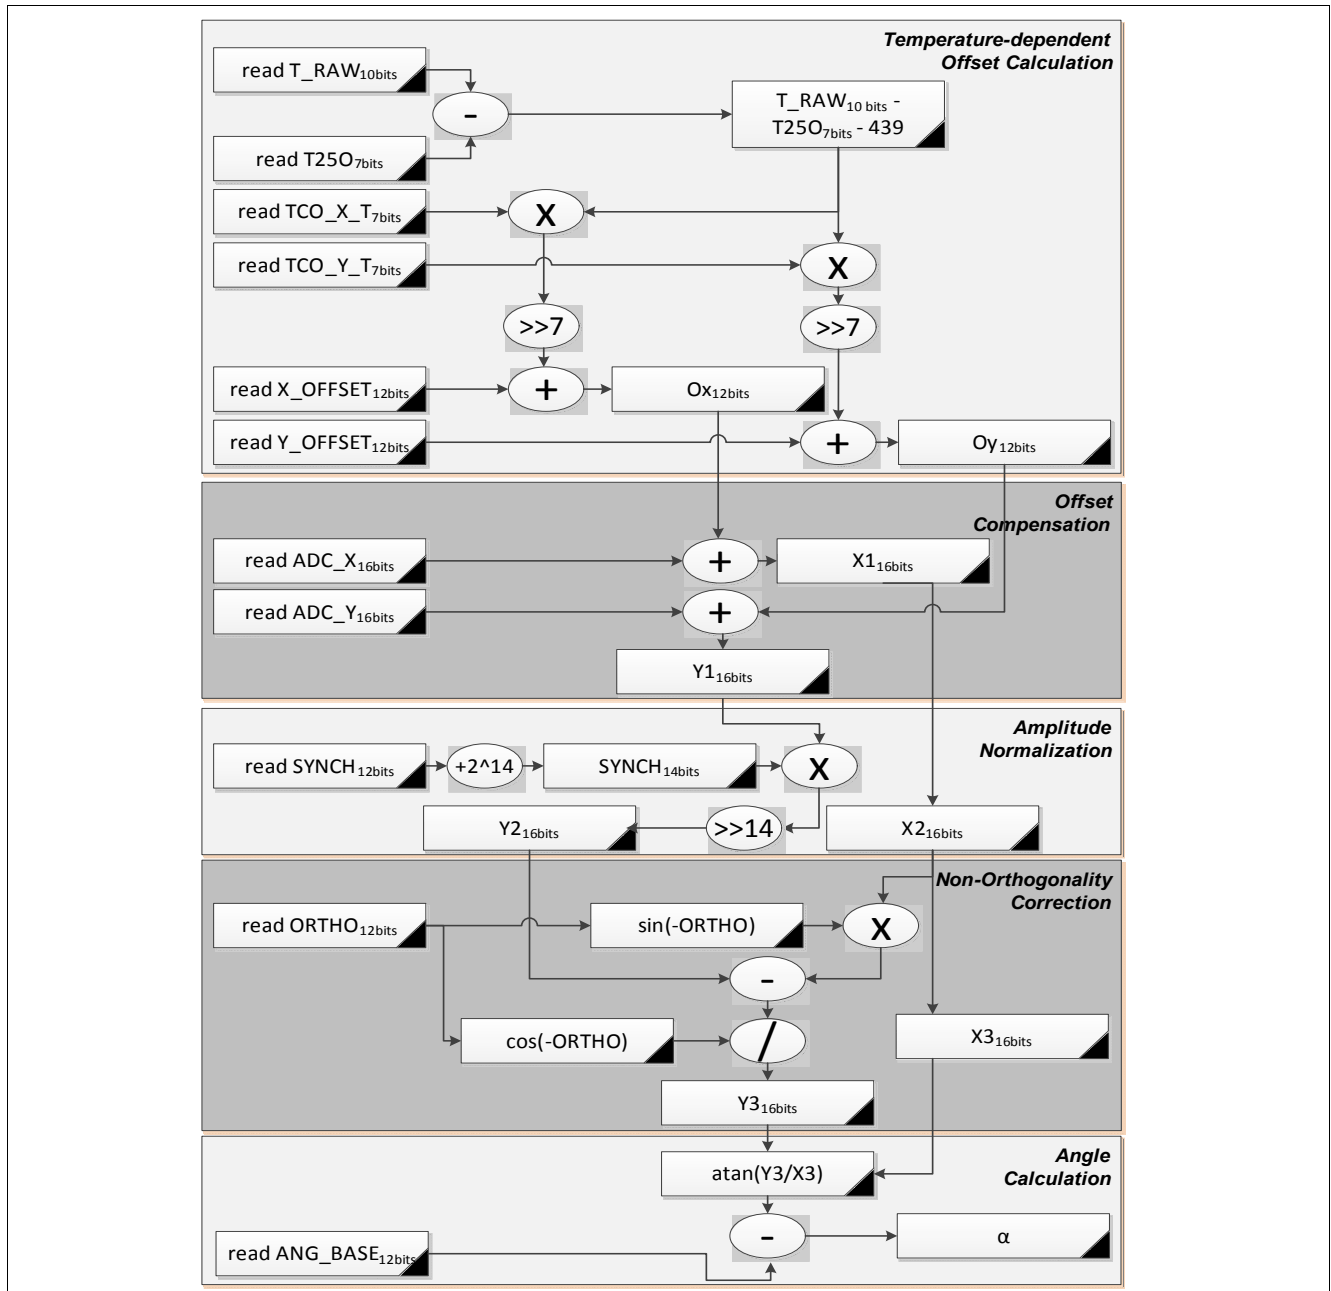 Temperature-dependent
Offset Calculation
read T_RAW10bits
-
T_RAW10 bits -
T25O7bits - 439
read T25O7bits
read TCO_X_T7bits
X
read TCO_Y_T7bits
X
>>7
>>7
read X_OFFSET12bits
+
Ox12bits
read Y_OFFSET12bits
+
Oy12bits
Offset
Compensation
read ADC_X16bits
+
X116bits
read ADC_Y16bits
+
Y116bits
Amplitude
Normalization
read SYNCH12bits
+2^14
SYNCH14bits
X
Y216bits
>>14
X216bits
Non-Orthogonality
Correction
read ORTHO12bits
sin(-ORTHO)
X
-
cos(-ORTHO)
/
X316bits
Y316bits
Angle
Calculation
atan(Y3/X3)
-
α
read ANG_BASE12bits